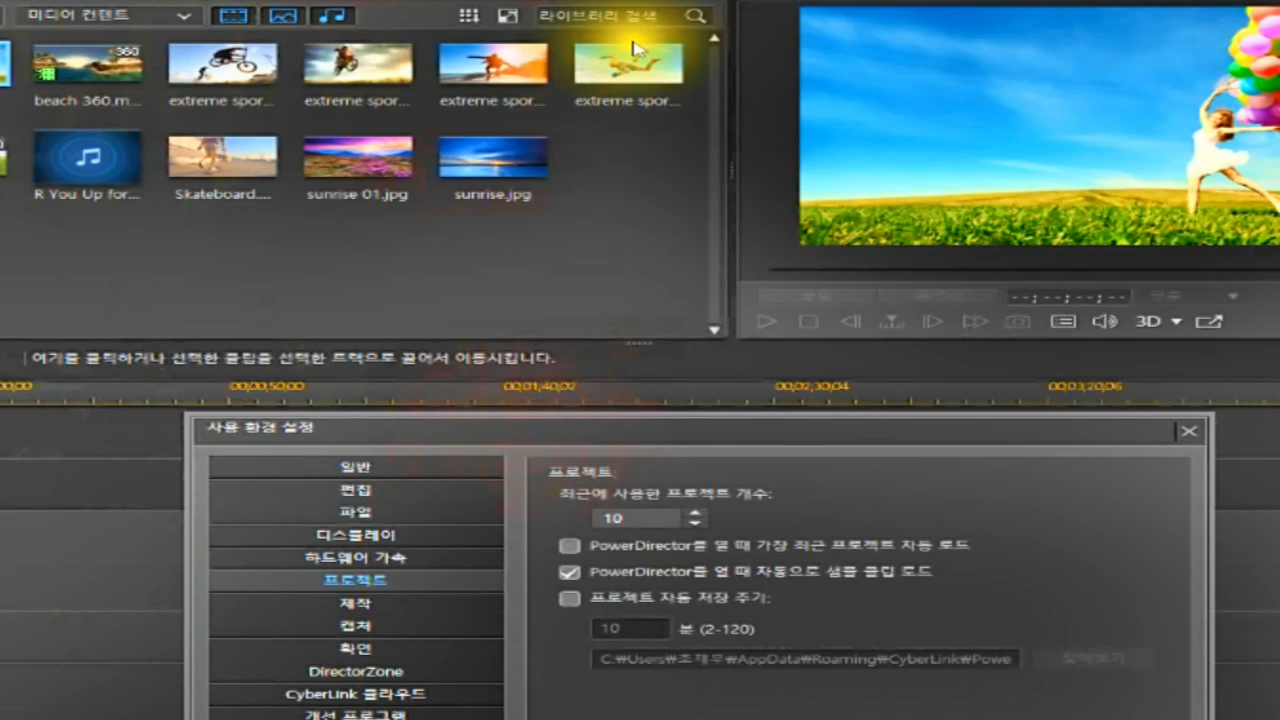 미디어 컨텐트
라이브러리 검색
360
beach 360.m...
extreme spor...
extreme spor...
extreme spor...
extreme spor...
R You Up for...
Skateboard....
sunrise 01.jpg
sunrise.jpg
--;--;--;--
3D
여기를 클릭하거나 선택한 클립을 선택한 트랙으로 끌어서 이동시킵니다.
00;00
00;00;50;00
00;01;40;02
00;02;30;04
00;03;20;06
사용 환경 설정
일반
편집
파일
디스플레이
하드웨어 가속
프로젝트
제작
캡처
확인
DirectorZone
CyberLink 클라우드
개선 프로그램
프로젝트:
최근에 사용한 프로젝트 개수:
10
PowerDirector를 열 때 가장 최근 프로젝트 자동 로드
PowerDirector를 열 때 자동으로 샘플 클립 로드
프로젝트 자동 저장 주기:
10 분 (2-120)
C:₩Users₩조재우₩AppData₩Roaming₩CyberLink₩Powe
찾아보기